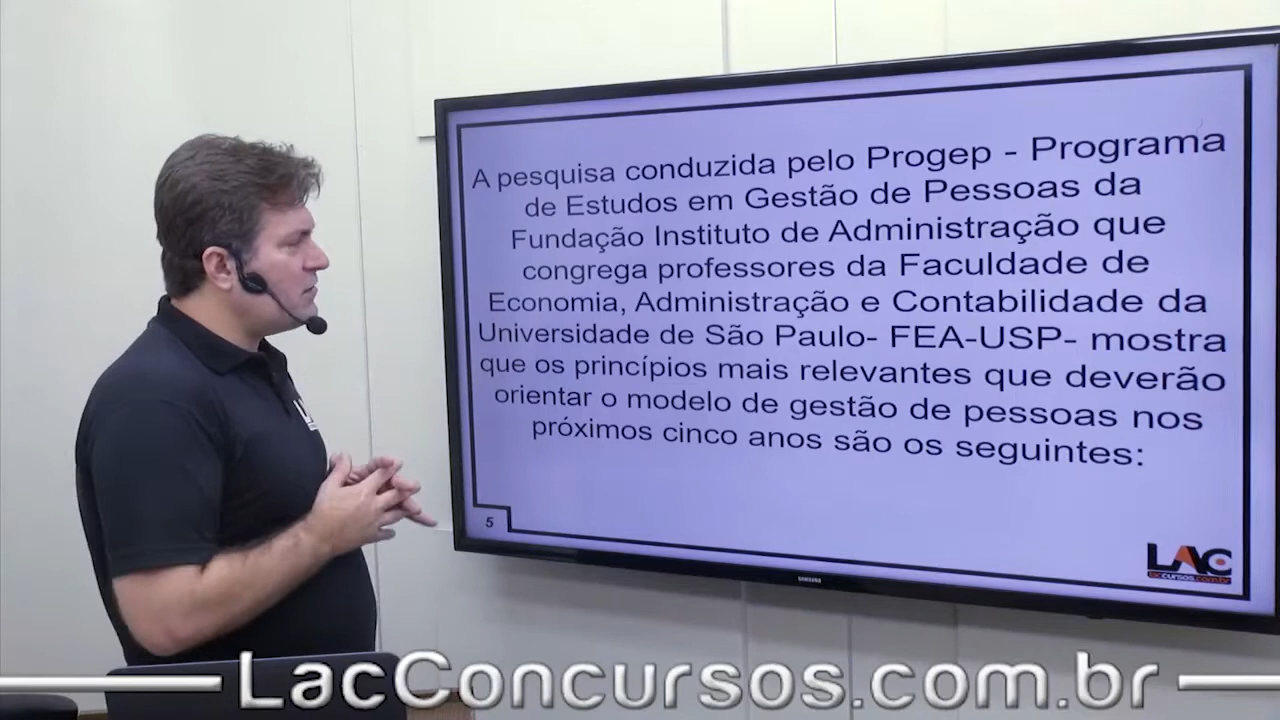 A pesquisa conduzida pelo Progep - Programa
de Estudos em Gestão de Pessoas da
Fundação Instituto de Administração que
congrega professores da Faculdade de
Economia, Administração e Contabilidade da
Universidade de São Paulo- FEA-USP- mostra
que os princípios mais relevantes que deverão
orientar o modelo de gestão de pessoas nos
próximos cinco anos são os seguintes:
5
LAC
laccursos.com.br
SAMSUNG
LacConcursos.com.br